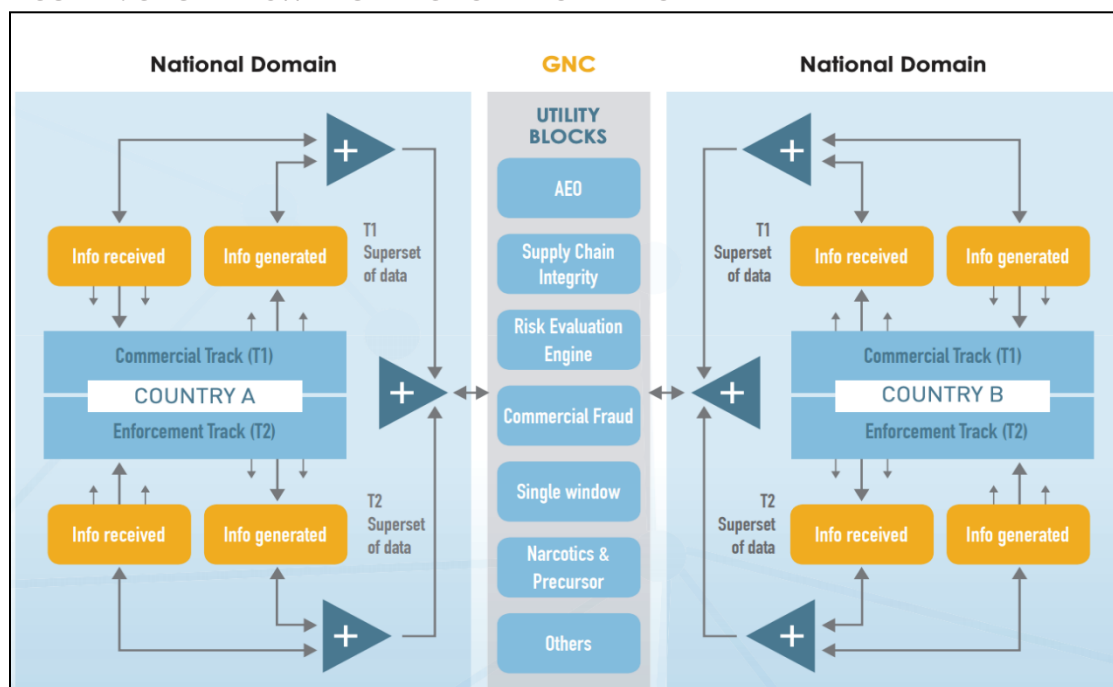 National Domain
GNC
National Domain
UTILITY
BLOCKS
AEO
Supply Chain
Integrity
Risk Evaluation
Engine
Commercial Fraud
Single window
Narcotics &
Precursor
Others
+
Info received
Info generated
T1
Superset
of data
Commercial Track (T1)
COUNTRY A
Enforcement Track (T2)
+
Info received
Info generated
T2
Superset
of data
+
+
T1
Superset
of data
Info received
Info generated
Commercial Track (T1)
COUNTRY B
Enforcement Track (T2)
+
T2
Superset
of data
Info received
Info generated
+